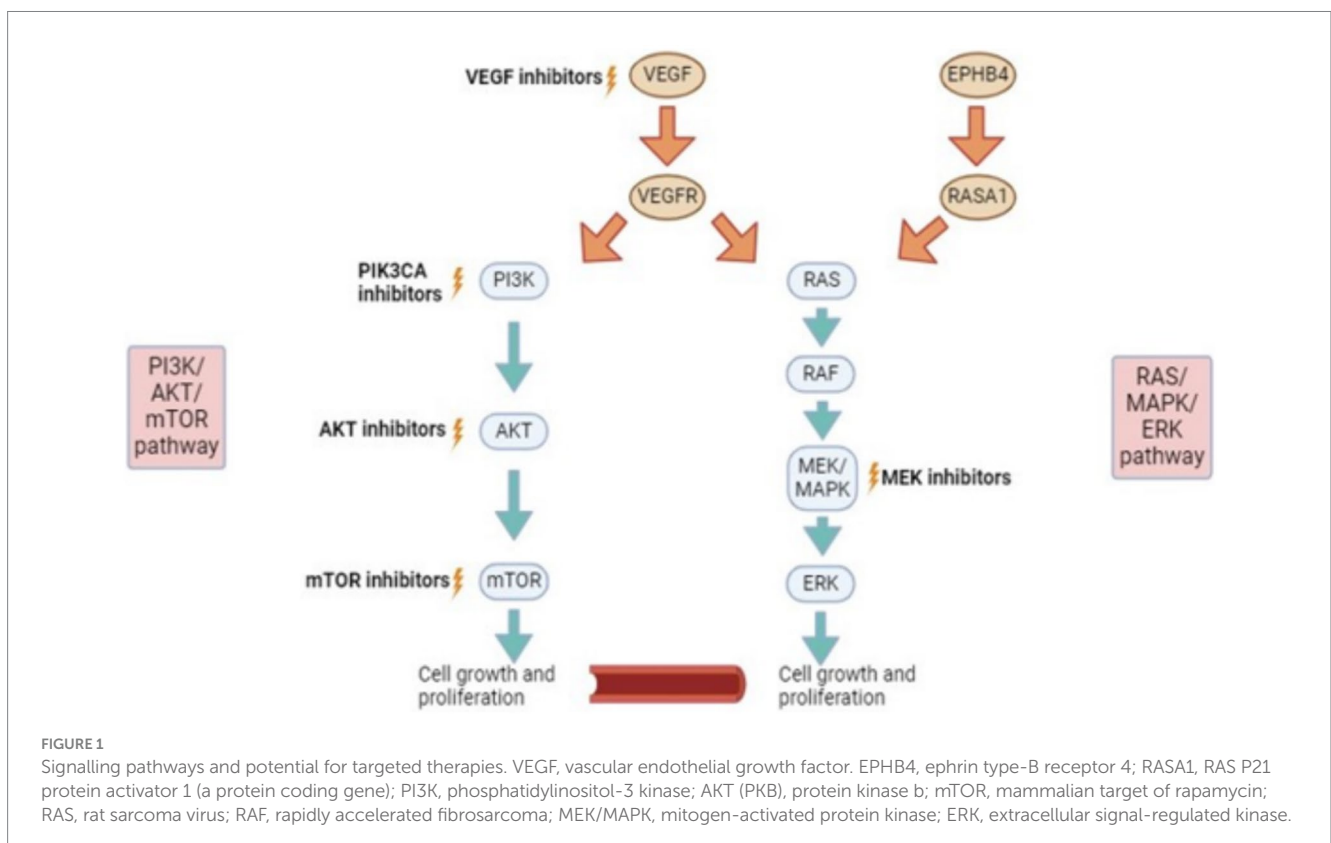 VEGF inhibitors
VEGF
EPHB4
VEGFR
RASA1
PIK3CA
inhibitors
PI3K
RAS
RAF
PI3K/
AKT/
mTOR
pathway
RAS/
MAPK/
ERK
pathway
AKT inhibitors
AKT
MEK/
MAPK
MEK inhibitors
mTOR inhibitors
mTOR
ERK
Cell growth and
proliferation
Cell growth and
proliferation
FIGURE 1
Signalling pathways and potential for targeted therapies. VEGF, vascular endothelial growth factor. EPHB4, ephrin type-B receptor 4; RASA1, RAS P21
protein activator 1 (a protein coding gene); PI3K, phosphatidylinositol-3 kinase; AKT (PKB), protein kinase b; mTOR, mammalian target of rapamycin;
RAS, rat sarcoma virus; RAF, rapidly accelerated fibrosarcoma; MEK/MAPK, mitogen-activated protein kinase; ERK, extracellular signal-regulated kinase.